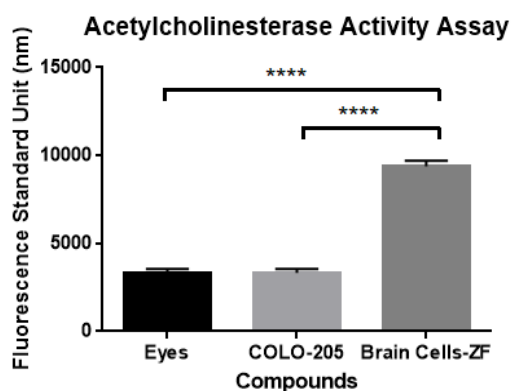 Acetylcholinesterase Activity Assay
Fluorescence Standard Unit (nm)
15000
10000
5000
0
****
****
Eyes COLO-205 Brain Cells-ZF
Compounds